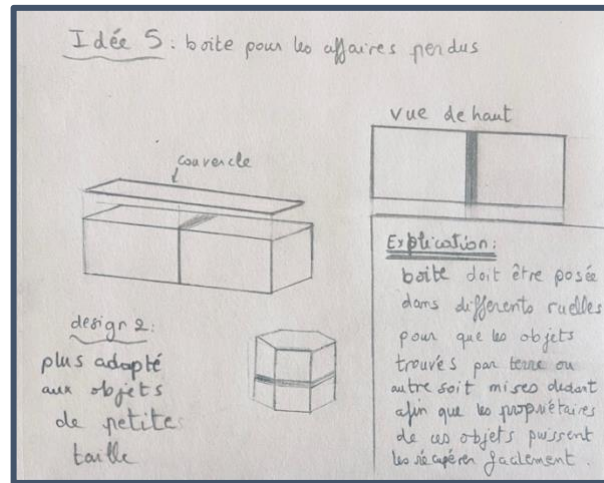 Idée 5 : boite pour les affaires perdus
vue de haut
couvercle
design 2 :
plus adapté
aux objets
de petite
taille
Explication :
boite doit être posée
dans differents ruelles
pour que les objets
trouvés par terre ou
autre soit mises dedant
afin que les propriétaires
de ces objets puissent
les récupérer faclement.